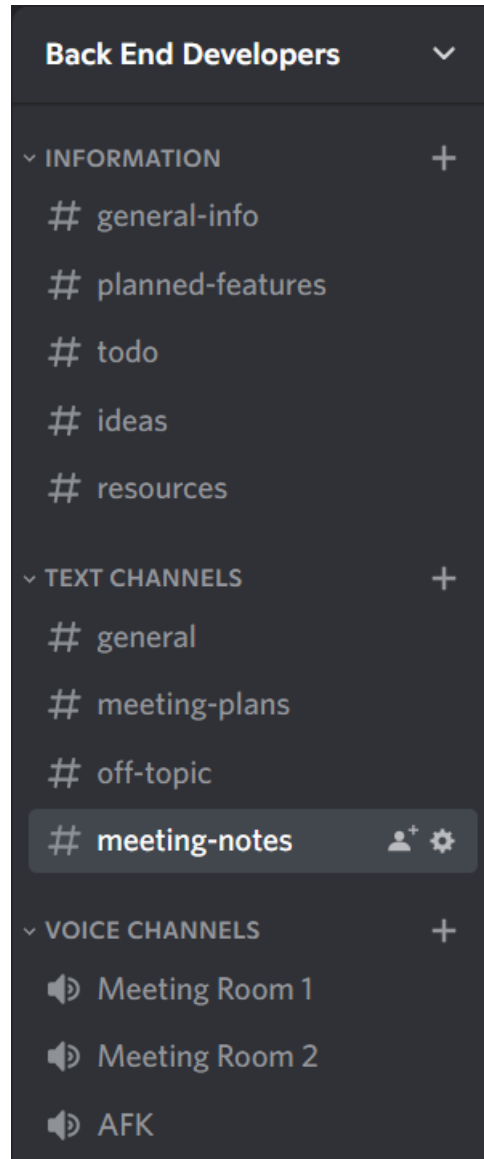 Back End Developers
INFORMATION
general-info
planned-features
todo
ideas
resources
TEXT CHANNELS
general
meeting-plans
off-topic
meeting-notes
VOICE CHANNELS
Meeting Room 1
Meeting Room 2
AFK